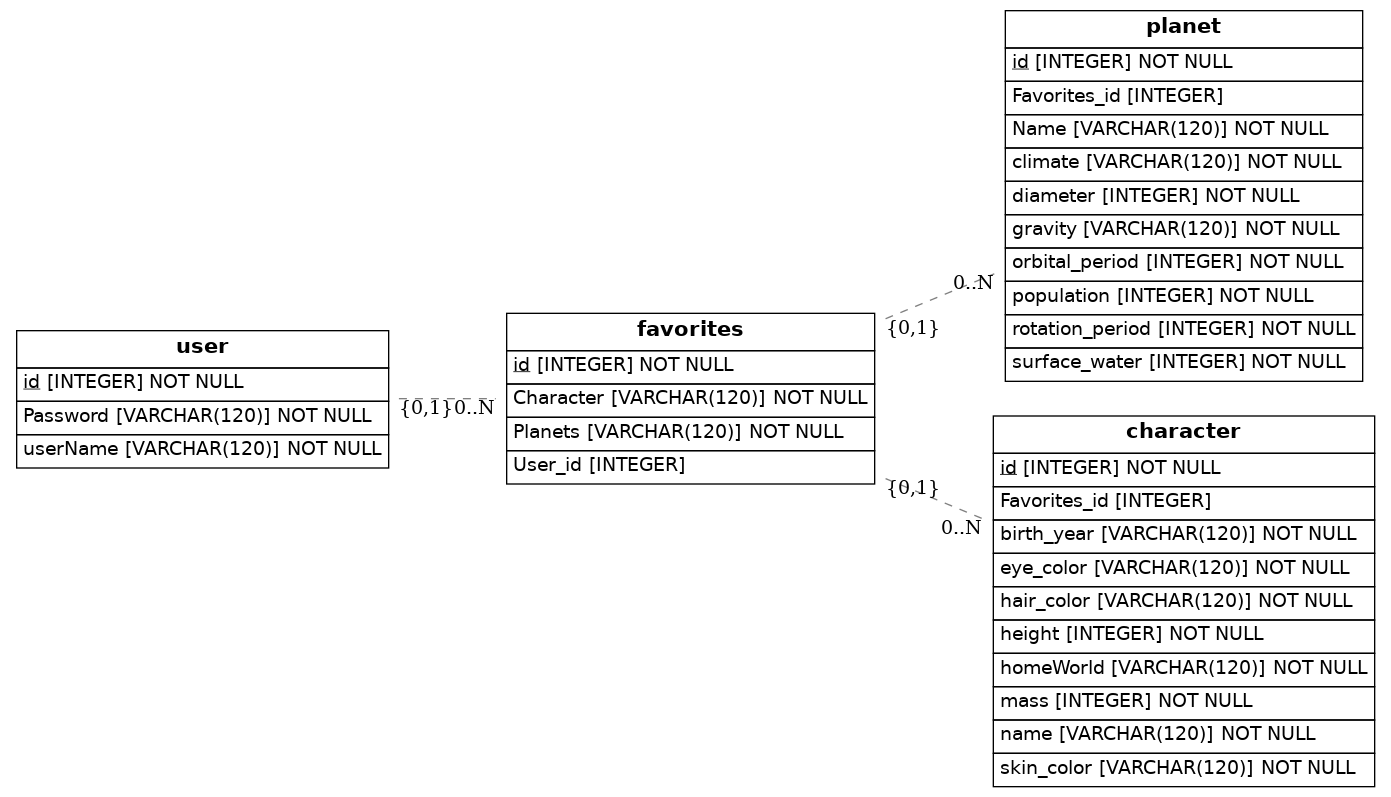 user
id [INTEGER] NOT NULL
Password [VARCHAR(120)] NOT NULL
userName [VARCHAR(120)] NOT NULL
{0,1}
0..N
favorites
id [INTEGER] NOT NULL
Character [VARCHAR(120)] NOT NULL
Planets [VARCHAR(120)] NOT NULL
User_id [INTEGER]
{0,1}
0..N
{0,1}
0..N
planet
id [INTEGER] NOT NULL
Favorites_id [INTEGER]
Name [VARCHAR(120)] NOT NULL
climate [VARCHAR(120)] NOT NULL
diameter [INTEGER] NOT NULL
gravity [VARCHAR(120)] NOT NULL
orbital_period [INTEGER] NOT NULL
population [INTEGER] NOT NULL
rotation_period [INTEGER] NOT NULL
surface_water [INTEGER] NOT NULL
character
id [INTEGER] NOT NULL
Favorites_id [INTEGER]
birth_year [VARCHAR(120)] NOT NULL
eye_color [VARCHAR(120)] NOT NULL
hair_color [VARCHAR(120)] NOT NULL
height [INTEGER] NOT NULL
homeWorld [VARCHAR(120)] NOT NULL
mass [INTEGER] NOT NULL
name [VARCHAR(120)] NOT NULL
skin_color [VARCHAR(120)] NOT NULL